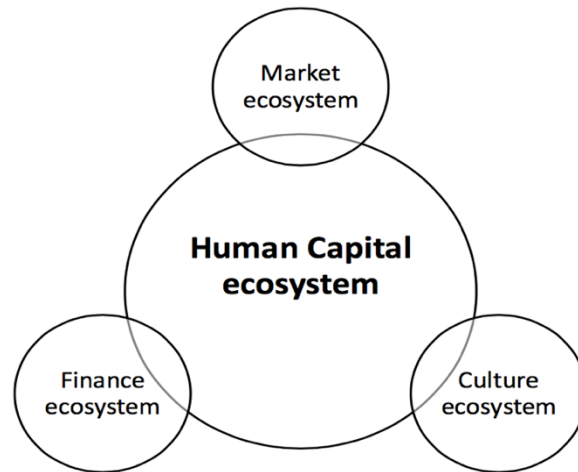 Market
ecosystem
Human Capital
ecosystem
Finance
ecosystem
Culture
ecosystem